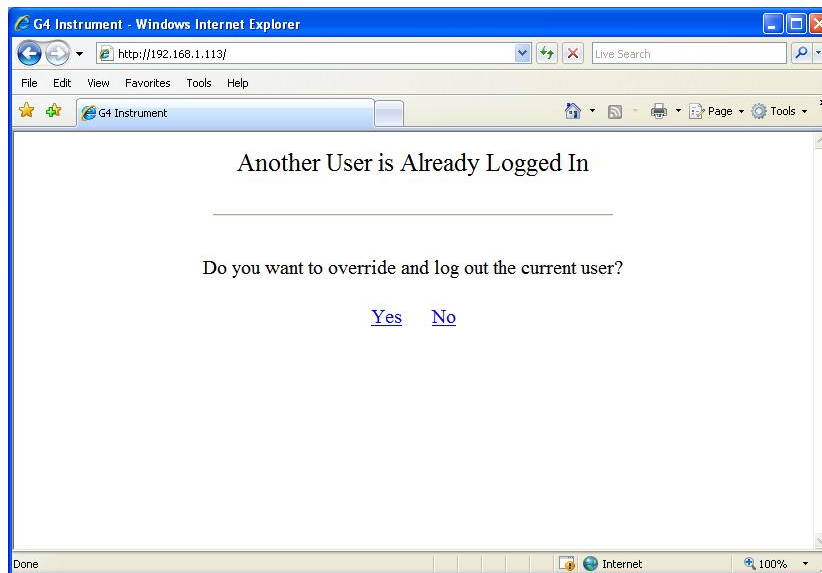 G4 Instrument - Windows Internet Explorer
http://192.168.1.113/
Live Search
File Edit View Favorites Tools Help
G4 Instrument
Page Tools
Another User is Already Logged In
Do you want to override and log out the current user?
Yes No
Done
Internet
100%